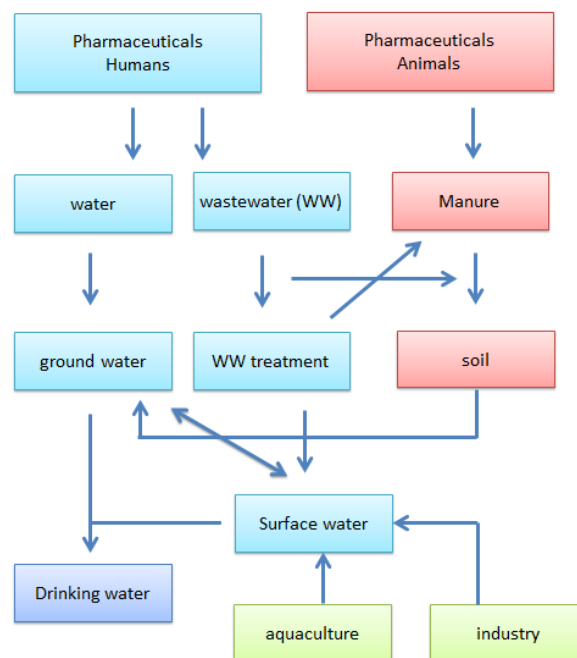 Pharmaceuticals
Humans
Pharmaceuticals
Animals
water
wastewater (WW)
Manure
ground water
WW treatment
soil
Surface water
Drinking water
aquaculture
industry